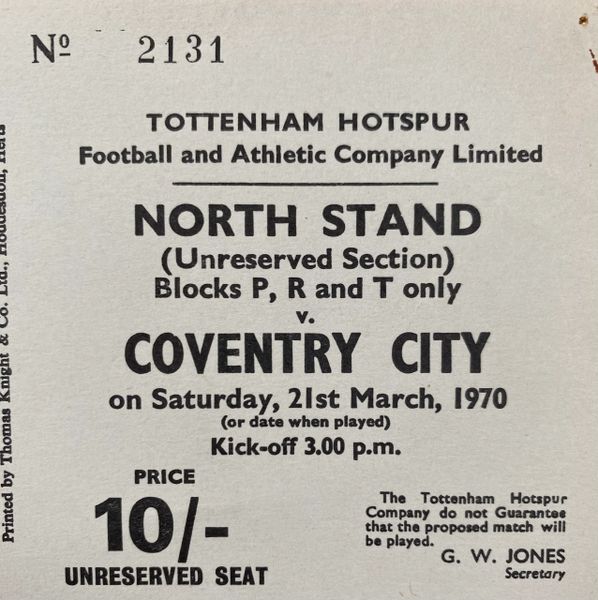 Nº 2131
TOTTENHAM HOTSPUR
Football and Athletic Company Limited
NORTH STAND
(Unreserved Section)
Blocks P, R and T only
v.
COVENTRY CITY
on Saturday, 21st March, 1970
(or date when played)
Kick-off 3.00 p.m.
PRICE
10/-
UNRESERVED SEAT
The Tottenham Hotspur
Company do not Guarantee
that the proposed match will
be played.
G. W. JONES
Secretary
Printed by Thomas Knight & Co. Ltd., Hoddesdon, Herts